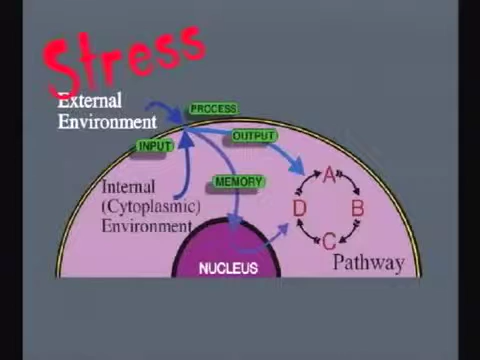 Stress
External
Environment
PROCESS
INPUT
OUTPUT
Internal
(Cytoplasmic)
Environment
MEMORY
A
D
B
C
NUCLEUS
Pathway